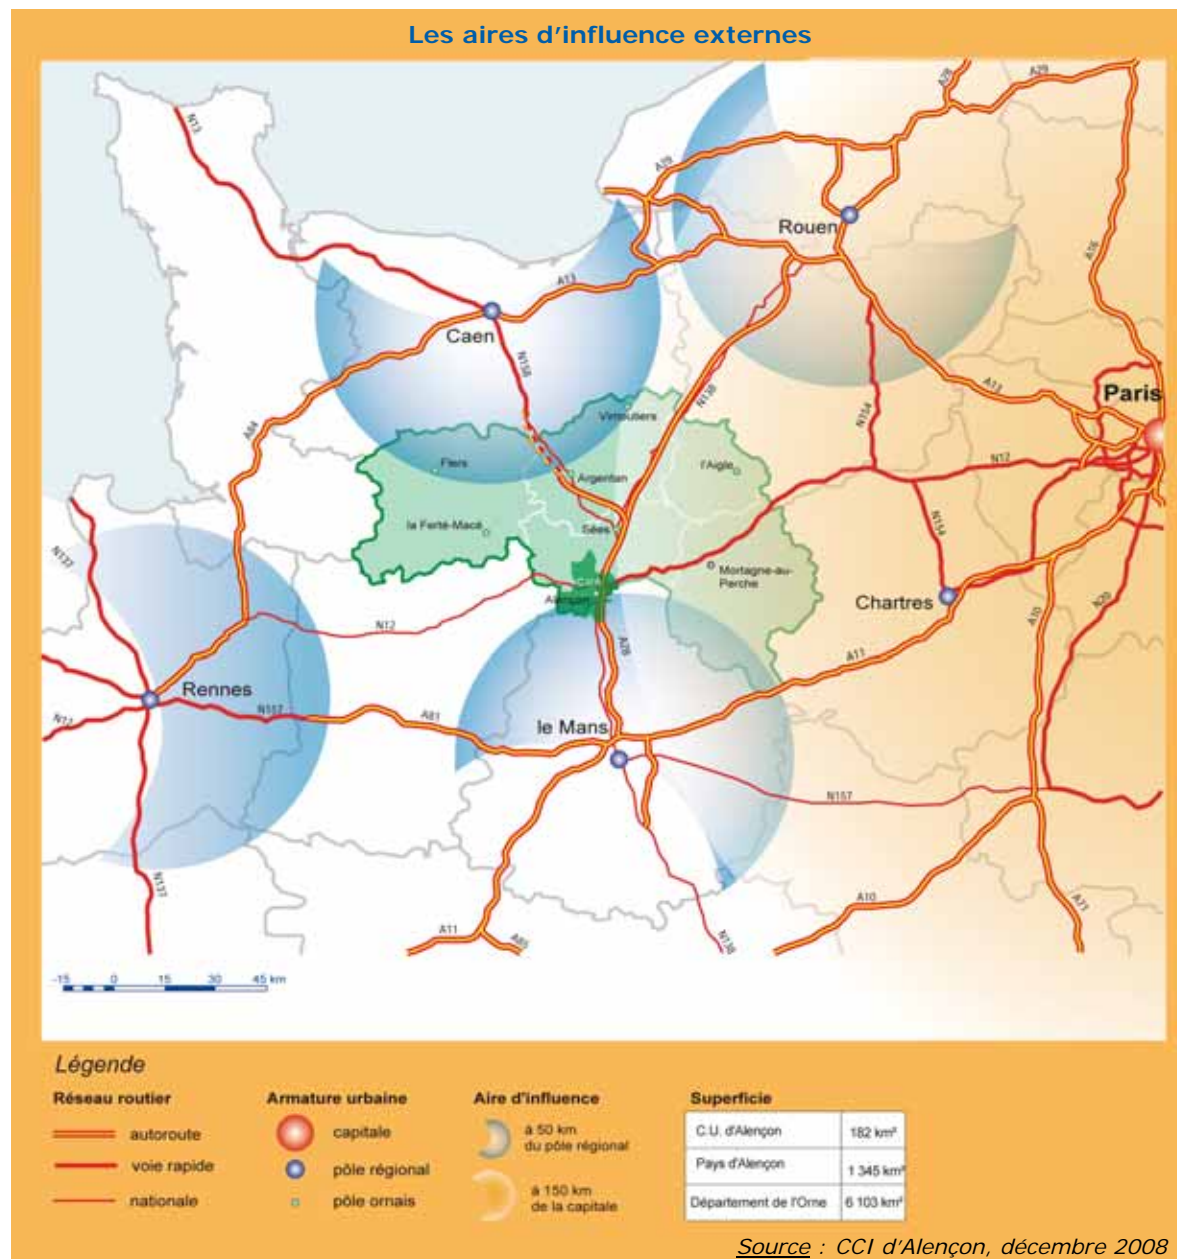 Les aires d'influence externes
N13
A28
A29
A29
Rouen
A16
A13
Caen
N158
N138
A13
Paris
Vimoutiers
N154
A84
Flers
Argentan
l'Aigle
N12
la Ferté-Macé
Sées
N154
N137
CUA
Mortagne-au-
Perche
Alençon
Chartres
A10
N20
N12
A28
A11
Rennes
N157
A81
le Mans
N157
N137
A11
A85
N138
A10
A71
-15 0 15 30 45 km
Légende
Réseau routier
autoroute
voie rapide
nationale
Armature urbaine
capitale
pôle régional
pôle ornais
Aire d'influence
à 50 km
du pôle régional
à 150 km
de la capitale
Superficie
C.U. d'Alençon 182 km²
Pays d'Alençon 1 345 km²
Département de l'Orne 6 103 km²
Source : CCI d'Alençon, décembre 2008